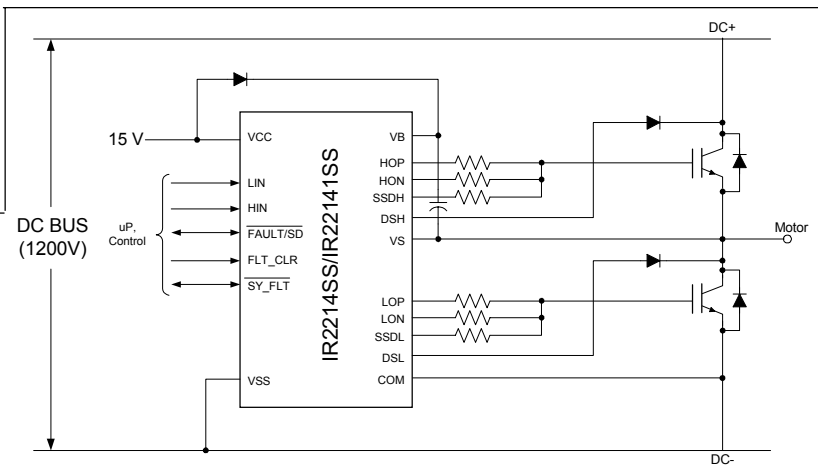 DC+
15 V
VCC
LIN
HIN
FAULT/SD
FLT_CLR
SY_FLT
VSS
uP,
Control
DC BUS
(1200V)
IR2214SS/IR22141SS
VB
HOP
HON
SSDH
DSH
VS
LOP
LON
SSDL
DSL
COM
Motor
DC-